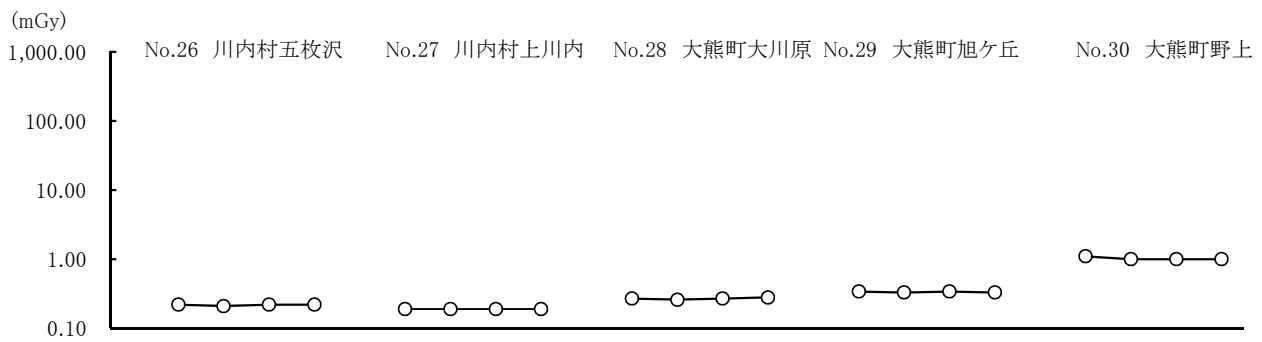 (mGy)
1,000.00
No.26 川内村五枚沢
No.27 川内村上川内
No.28 大熊町大川原
No.29 大熊町旭ケ丘
No.30 大熊町野上
100.00
10.00
1.00
0.10